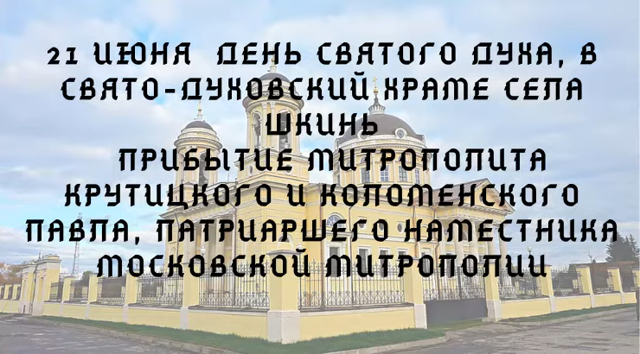 21 ИЮНЯ ДЕНЬ СВЯТОГО ДУХА, В
СВЯТО-ДУХОВСКИЙ ХРАМЕ СЕЛА
ШКИНЬ
ПРИБЫТИЕ МИТРОПОЛИТА
КРУТИЦКОГО И КОЛОМЕНСКОГО
ПАВЛА, ПАТРИАРШЕГО НАМЕСТНИКА
МОСКОВСКОЙ МИТРОПОЛИИ